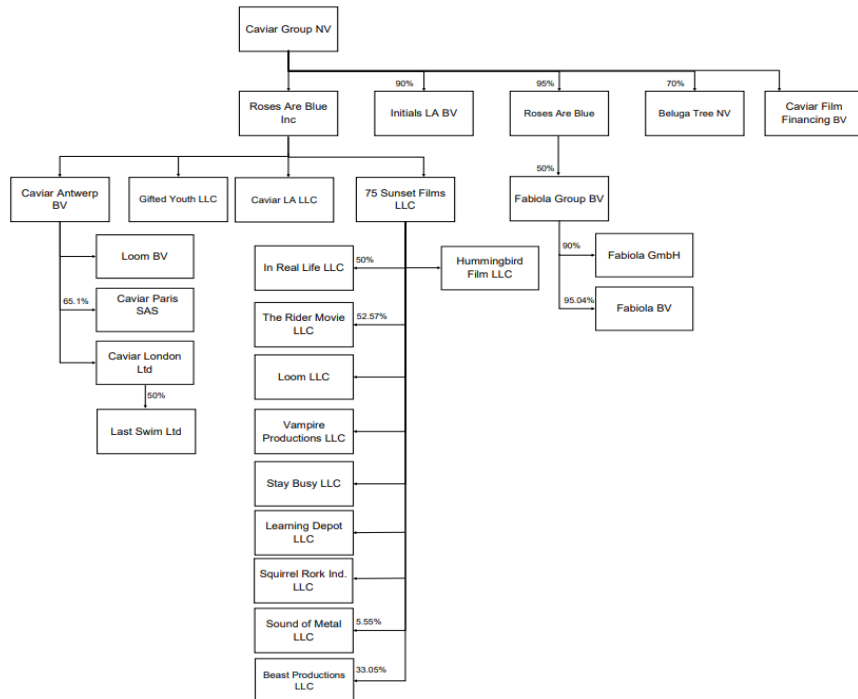 Caviar Group NV
90%
95%
70%
Roses Are Blue
Inc
Initials LA BV
Roses Are Blue
Beluga Tree NV
Caviar Film
Financing BV
50%
Caviar Antwerp
BV
Gifted Youth LLC
Caviar LA LLC
75 Sunset Films
LLC
Fabiola Group BV
Loom BV
In Real Life LLC
50%
Hummingbird
Film LLC
90%
Fabiola GmbH
65.1%
Caviar Paris
SAS
The Rider Movie
LLC
52.57%
95.04%
Fabiola BV
Caviar London
Ltd
Loom LLC
50%
Last Swim Ltd
Vampire
Productions LLC
Stay Busy LLC
Learning Depot
LLC
Squirrel Rork Ind.
LLC
Sound of Metal
LLC
5.55%
Beast Productions
LLC
33.05%